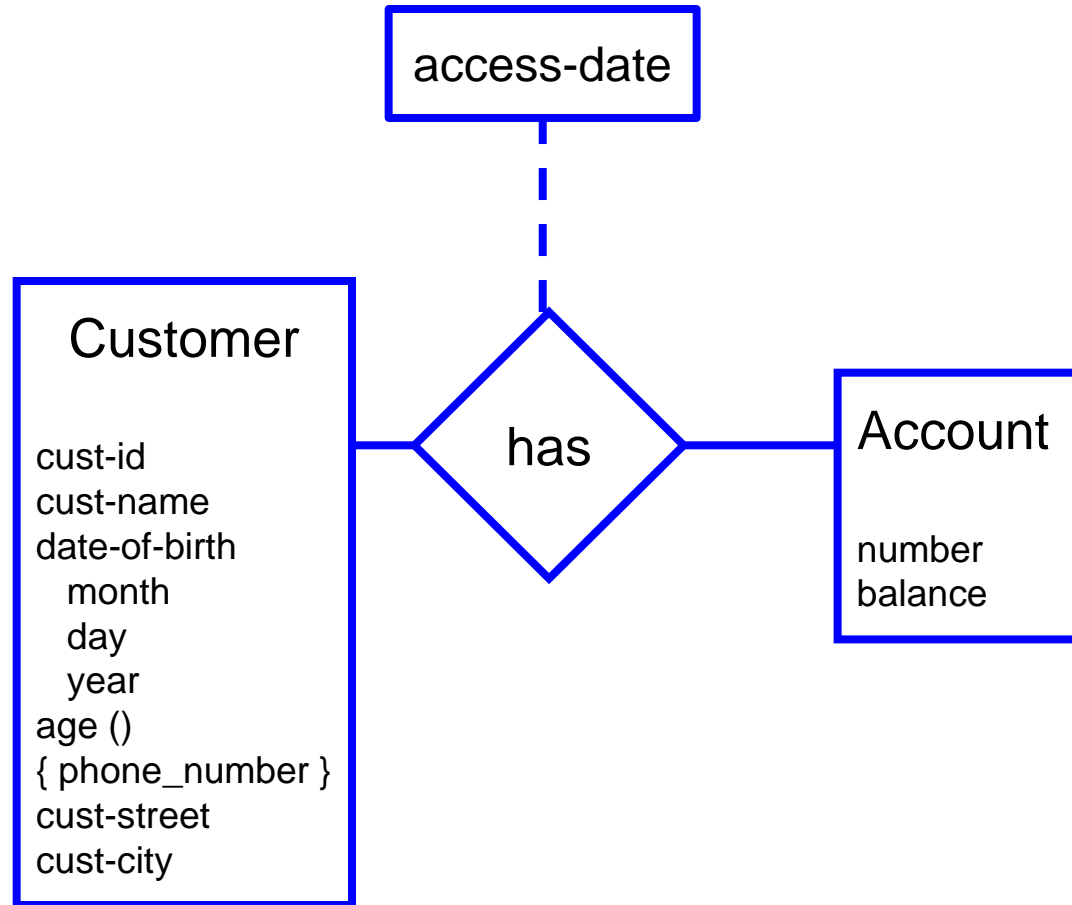 access-date
Customer
cust-id
cust-name
date-of-birth
month
day
year
age ()
{ phone_number }
cust-street
cust-city
has
Account
number
balance